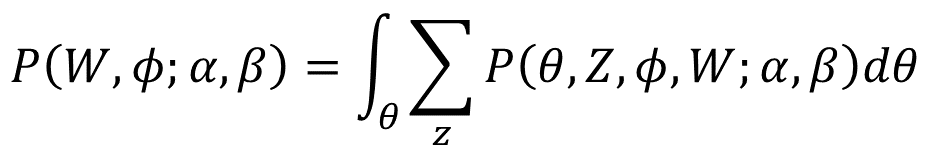 P(W, ϕ; α, β) = ∫_θ ∑_z P(θ, Z, ϕ, W; α, β)dθ